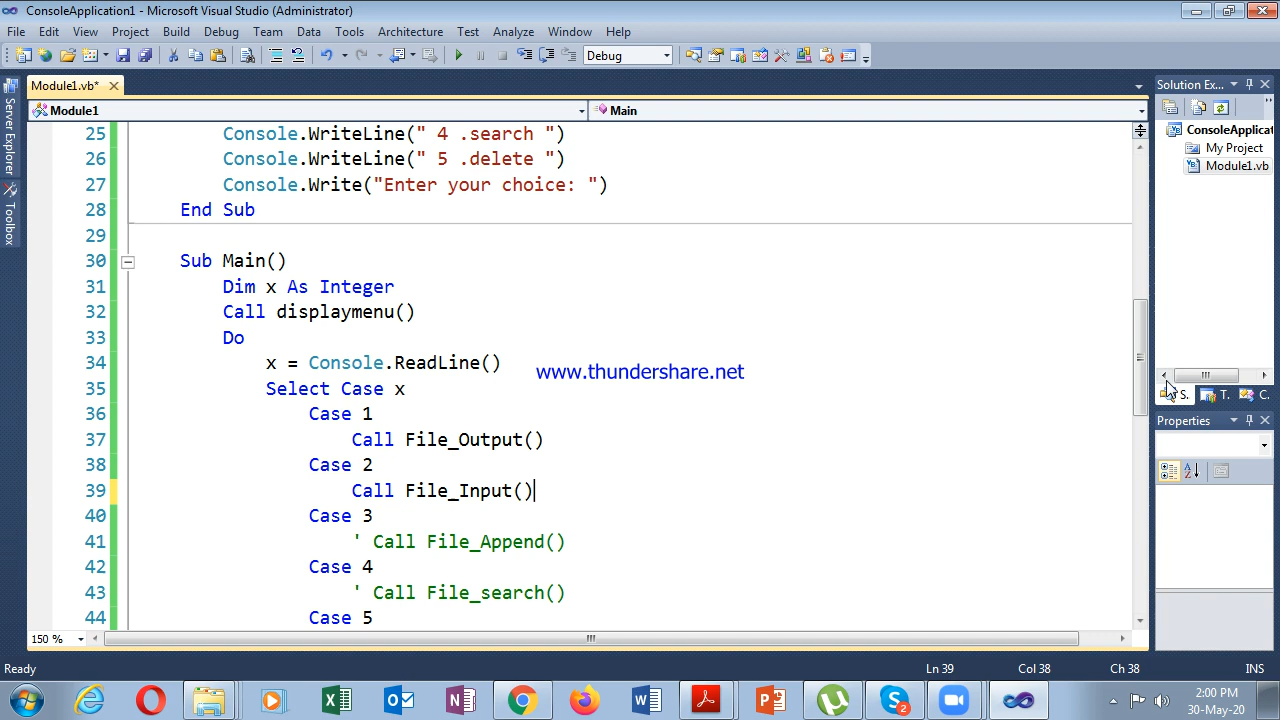 ConsoleApplication1 - Microsoft Visual Studio (Administrator)
File Edit View Project Build Debug Team Data Tools Architecture Test Analyze Window Help
Debug
Server Explorer
Toolbox
Module1.vb*
Module1
Main
25 Console.WriteLine(" 4 .search ")
26 Console.WriteLine(" 5 .delete ")
27 Console.Write("Enter your choice: ")
28 End Sub
29
30 Sub Main()
31 Dim x As Integer
32 Call displaymenu()
33 Do
34 x = Console.ReadLine()
35 Select Case x
36 Case 1
37 Call File_Output()
38 Case 2
39 Call File_Input()
40 Case 3
41 ' Call File_Append()
42 Case 4
43 ' Call File_search()
44 Case 5
www.thundershare.net
150 %
Solution Ex...
ConsoleApplicat
My Project
Module1.vb
S. T. C.
Properties
Ready Ln 39 Col 38 Ch 38 INS
2:00 PM
30-May-20